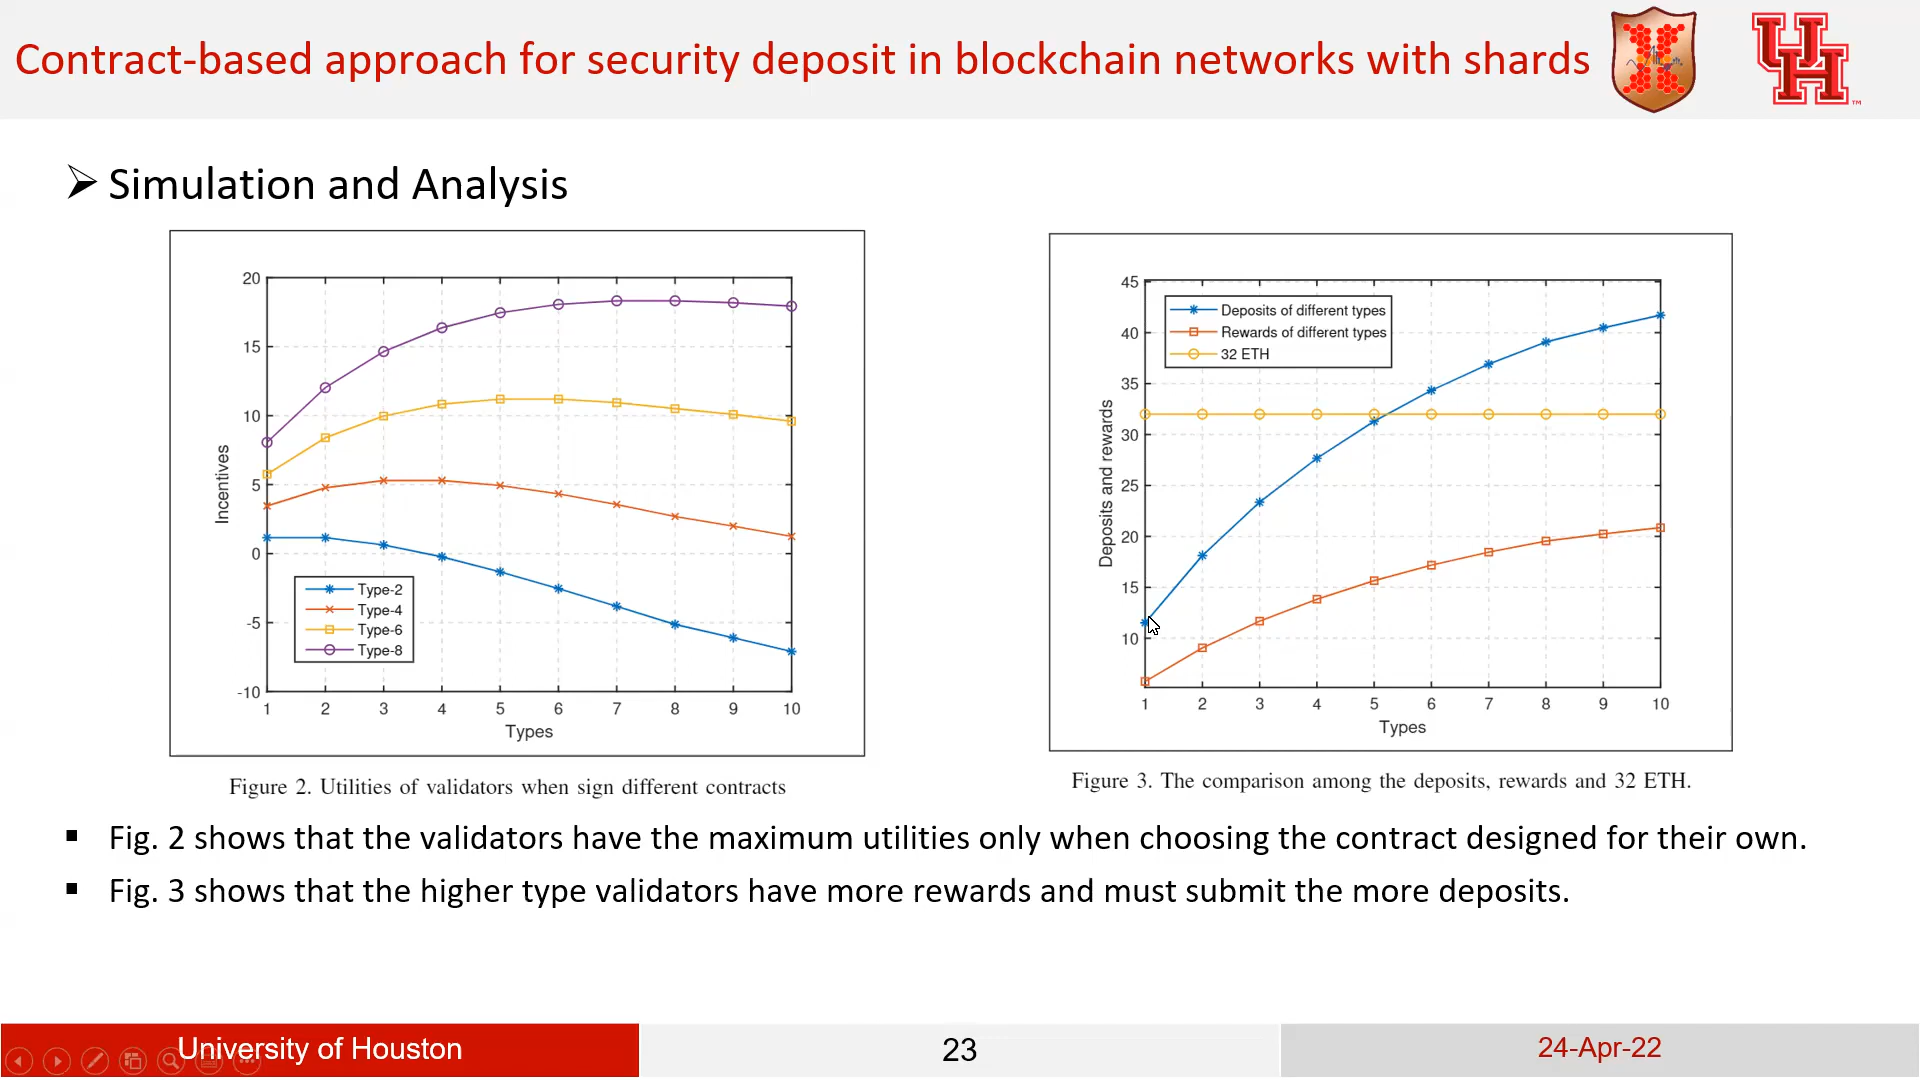 Contract-based approach for security deposit in blockchain networks with shards
UH
™
➢ Simulation and Analysis
20
15
10
5
0
-5
-10
Incentives
Type-2
Type-4
Type-6
Type-8
1 2 3 4 5 6 7 8 9 10
Types
Figure 2. Utilities of validators when sign different contracts
45
40
35
30
25
20
15
10
Deposits and rewards
Deposits of different types
Rewards of different types
32 ETH
1 2 3 4 5 6 7 8 9 10
Types
Figure 3. The comparison among the deposits, rewards and 32 ETH.
▪ Fig. 2 shows that the validators have the maximum utilities only when choosing the contract designed for their own.
▪ Fig. 3 shows that the higher type validators have more rewards and must submit the more deposits.
University of Houston
23
24-Apr-22